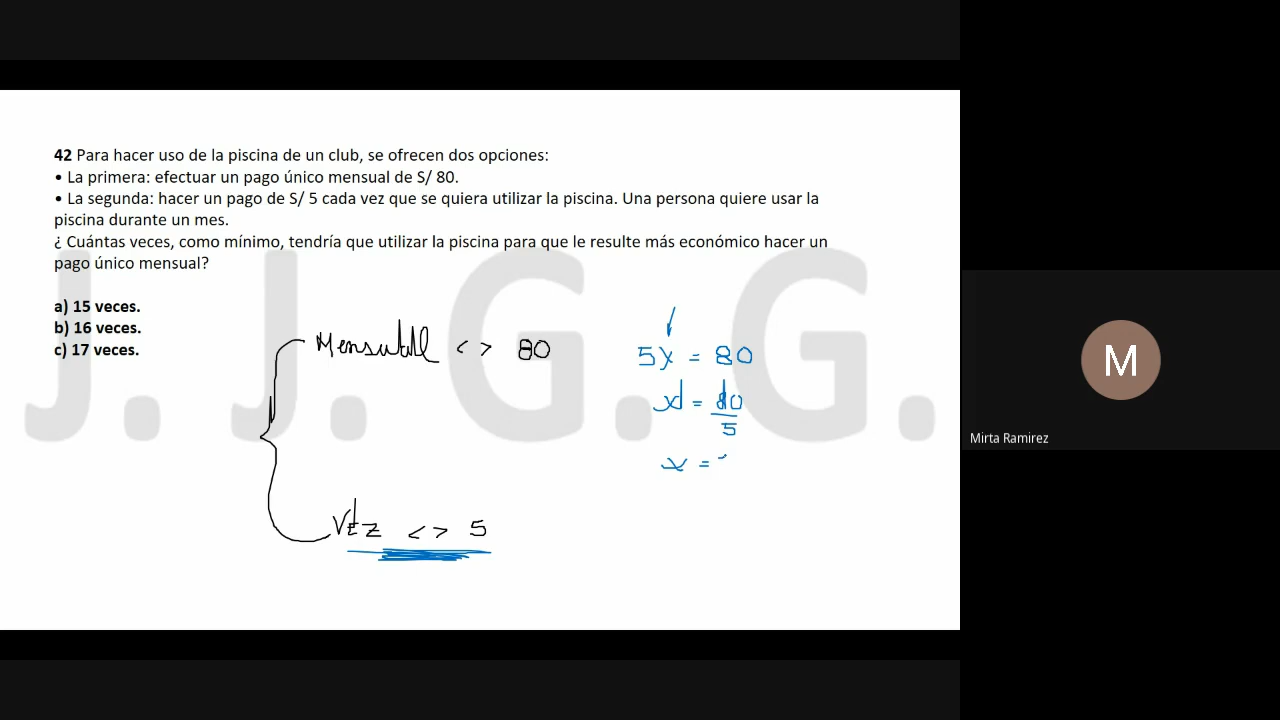 42 Para hacer uso de la piscina de un club, se ofrecen dos opciones:
• La primera: efectuar un pago único mensual de S/ 80.
• La segunda: hacer un pago de S/ 5 cada vez que se quiera utilizar la piscina. Una persona quiere usar la
piscina durante un mes.
¿ Cuántas veces, como mínimo, tendría que utilizar la piscina para que le resulte más económico hacer un
pago único mensual?
a) 15 veces.
b) 16 veces.
c) 17 veces.
< > 80
5x = 80
= 80
5
x =
Vez < > 5
J. J. G. G.
M
Mirta Ramirez